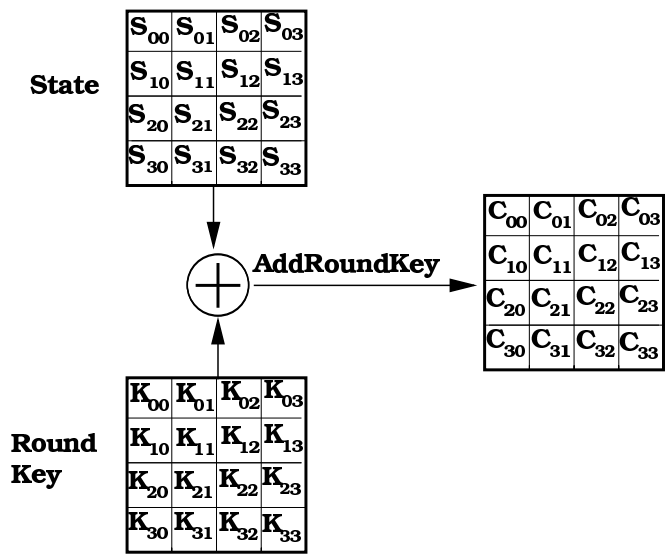 S00 S01 S02 S03
State
S10 S11 S12 S13
S20 S21 S22 S23
S30 S31 S32 S33
AddRoundKey
C00 C01 C02 C03
C10 C11 C12 C13
C20 C21 C22 C23
C30 C31 C32 C33
K00 K01 K02 K03
Round
Key
K10 K11 K12 K13
K20 K21 K22 K23
K30 K31 K32 K33